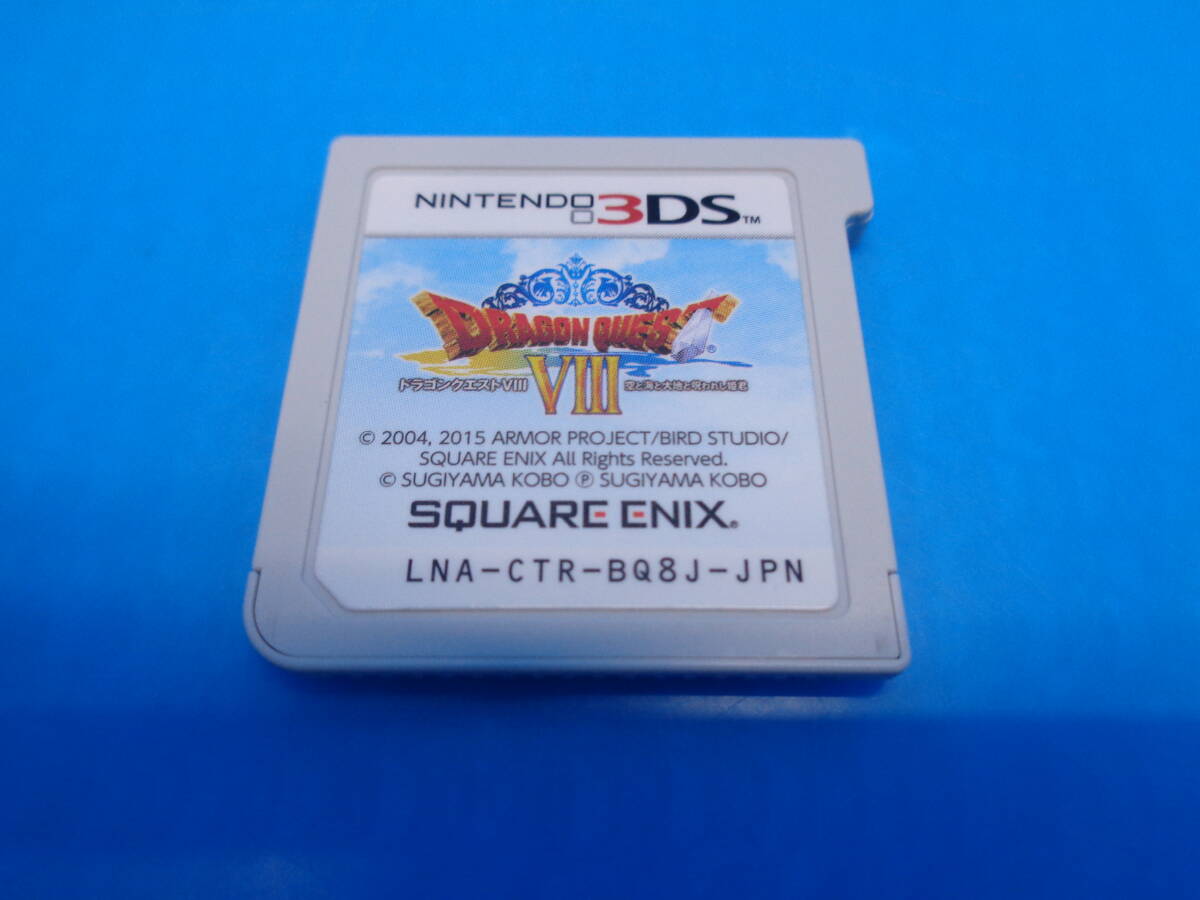 NINTENDO 3DS™
DRAGON QUEST®
ドラゴンクエストVIII 空と海と大地と呪われし姫君
VIII
© 2004, 2015 ARMOR PROJECT/BIRD STUDIO/
SQUARE ENIX All Rights Reserved.
© SUGIYAMA KOBO ℗ SUGIYAMA KOBO
SQUARE ENIX®
LNA-CTR-BQ8J-JPN